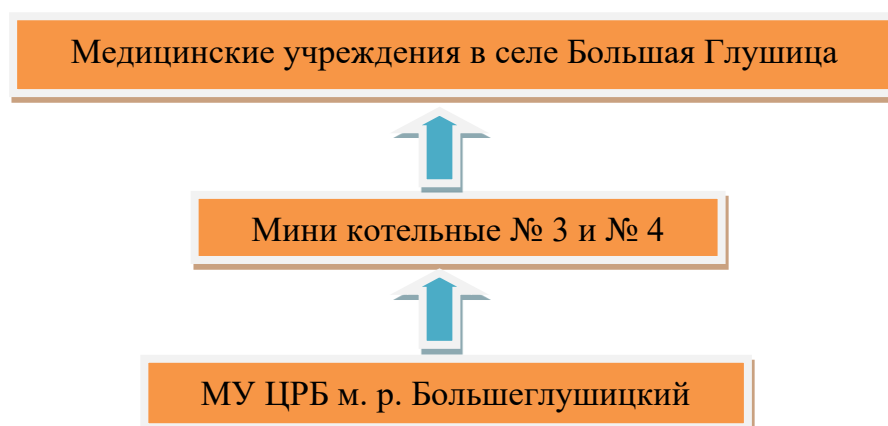 Медицинские учреждения в селе Большая Глушица
Мини котельные № 3 и № 4
МУ ЦРБ м. р. Большеглушицкий